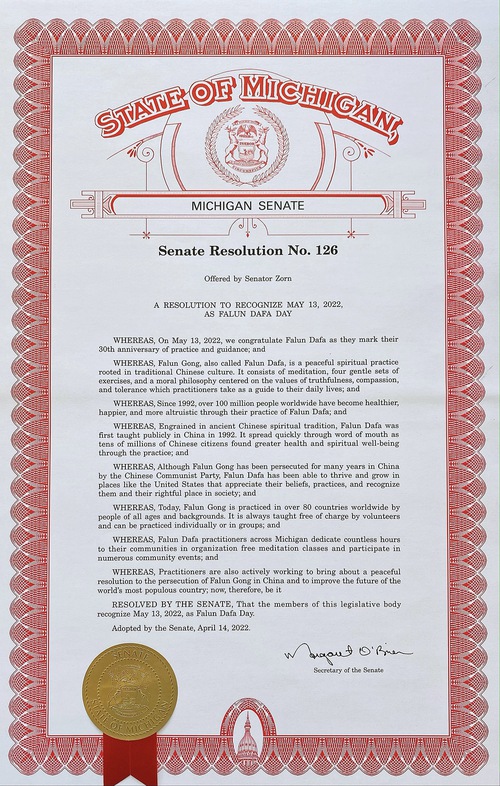 STATE OF MICHIGAN,
MICHIGAN SENATE
Senate Resolution No. 126
Offered by Senator Zorn
A RESOLUTION TO RECOGNIZE MAY 13, 2022,
AS FALUN DAFA DAY
WHEREAS, On May 13, 2022, we congratulate Falun Dafa as they mark their
30th anniversary of practice and guidance; and
WHEREAS, Falun Gong, also called Falun Dafa, is a peaceful spiritual practice
rooted in traditional Chinese culture. It consists of meditation, four gentle sets of
exercises, and a moral philosophy centered on the values of truthfulness, compassion,
and tolerance which practitioners take as a guide to their daily lives; and
WHEREAS, Since 1992, over 100 million people worldwide have become healthier,
happier, and more altruistic through their practice of Falun Dafa; and
WHEREAS, Engrained in ancient Chinese spiritual tradition, Falun Dafa was
first taught publicly in China in 1992. It spread quickly through word of mouth as
tens of millions of Chinese citizens found greater health and spiritual well-being
through the practice; and
WHEREAS, Although Falun Gong has been persecuted for many years in China
by the Chinese Communist Party, Falun Dafa has been able to thrive and grow in
places like the United States that appreciate their beliefs, practices, and recognize
them and their rightful place in society; and
WHEREAS, Today, Falun Gong is practiced in over 80 countries worldwide by
people of all ages and backgrounds. It is always taught free of charge by volunteers
and can be practiced individually or in groups; and
WHEREAS, Falun Dafa practitioners across Michigan dedicate countless hours
to their communities in organization free meditation classes and participate in
numerous community events; and
WHEREAS, Practitioners are also actively working to bring about a peaceful
resolution to the persecution of Falun Gong in China and to improve the future of the
world's most populous country; now, therefore, be it
RESOLVED BY THE SENATE, That the members of this legislative body
recognize May 13, 2022, as Falun Dafa Day.
Adopted by the Senate, April 14, 2022.
Margaret O'Brien
Secretary of the Senate
SENATE
STATE OF MICHIGAN